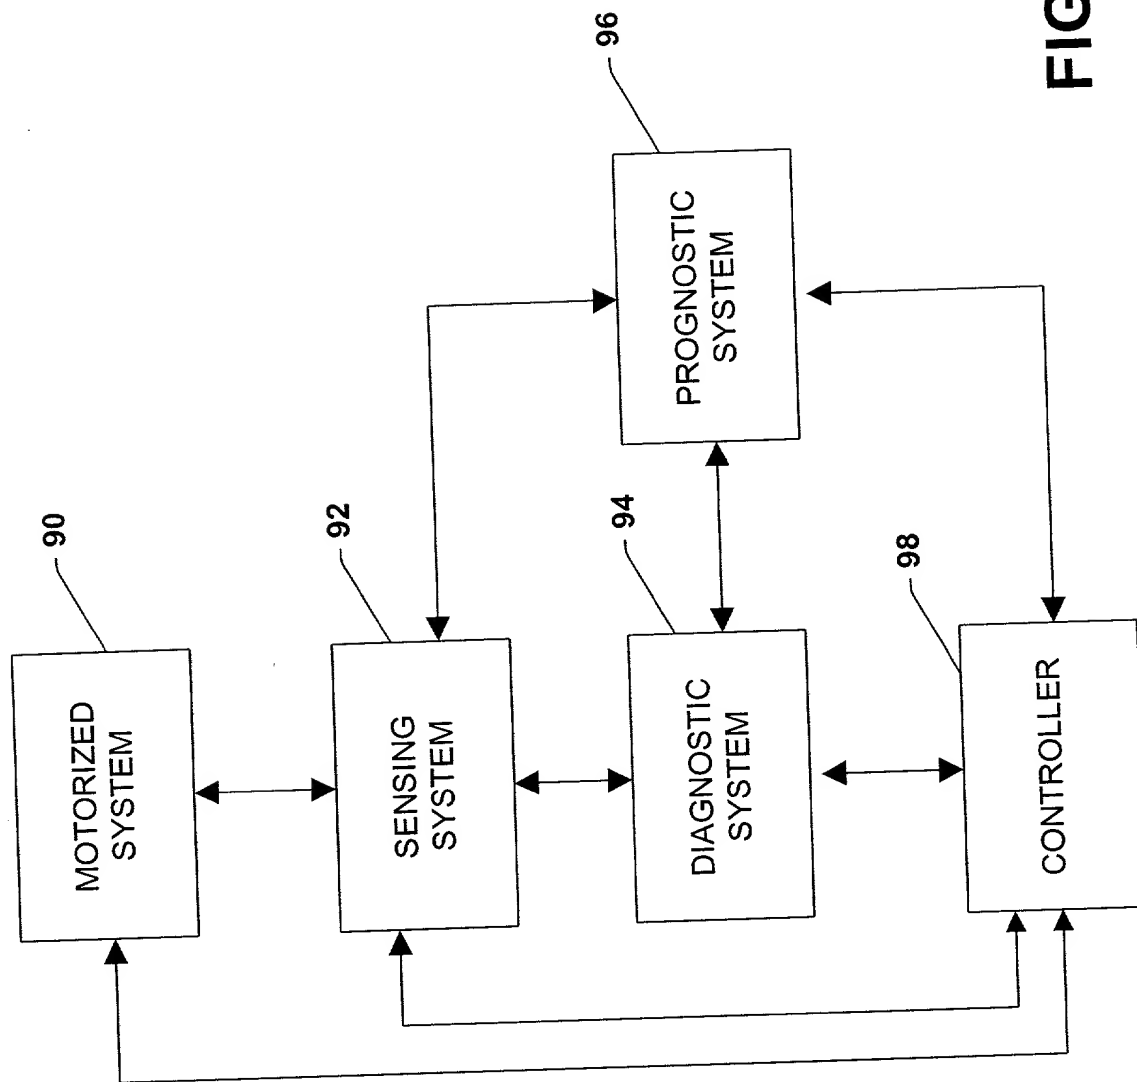 90
MOTORIZED
SYSTEM
92
SENSING
SYSTEM
94
DIAGNOSTIC
SYSTEM
96
PROGNOSTIC
SYSTEM
98
CONTROLLER
FIG